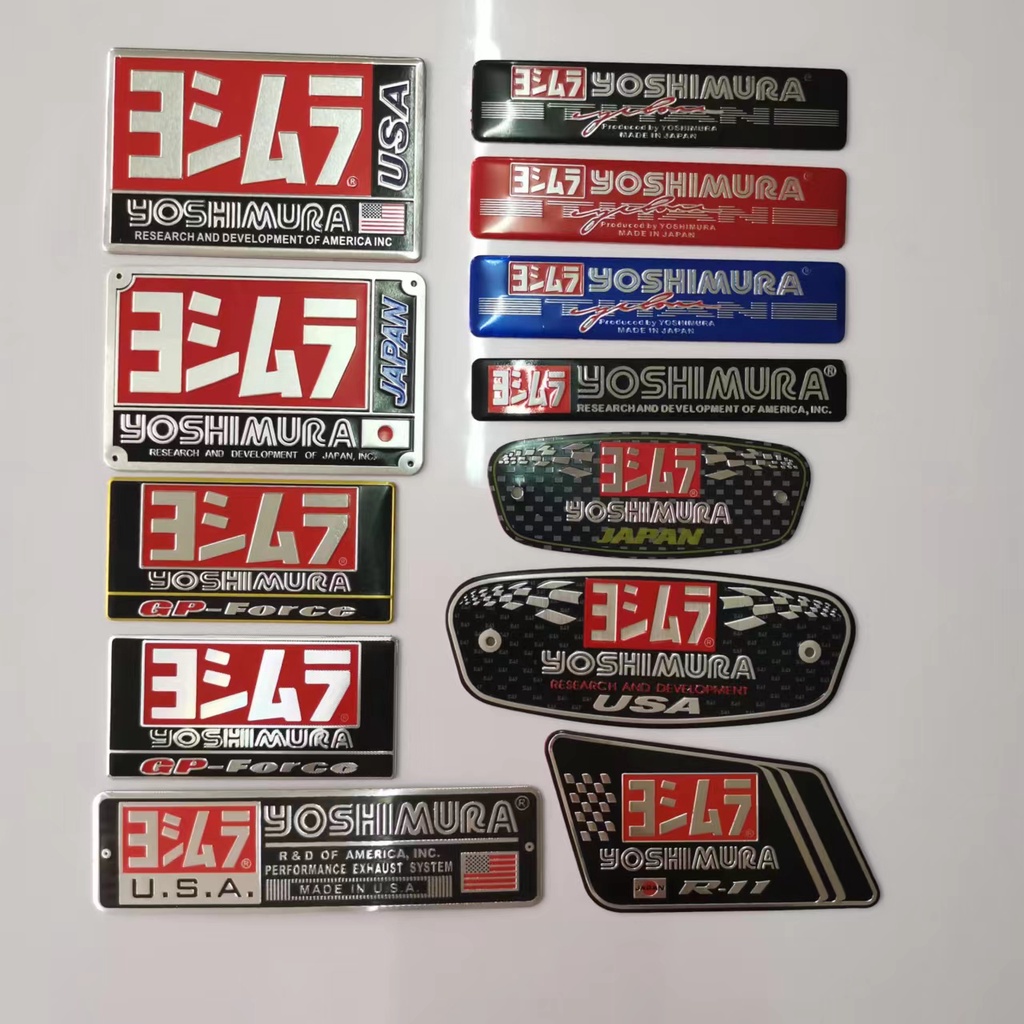 ヨシムラ®
USA
YOSHIMURA
RESEARCH AND DEVELOPMENT OF AMERICA INC
ヨシムラ
JAPAN
YOSHIMURA
RESEARCH AND DEVELOPMENT OF JAPAN, INC.
ヨシムラ®
YOSHIMURA
GP-Force
ヨシムラ®
YOSHIMURA
GP-Force
ヨシムラ®
U.S.A.
YOSHIMURA®
R&D OF AMERICA, INC.
PERFORMANCE EXHAUST SYSTEM
MADE IN U.S.A.
ヨシムラ YOSHIMURA®
Produced by YOSHIMURA
MADE IN JAPAN
ヨシムラ YOSHIMURA®
Produced by YOSHIMURA
MADE IN JAPAN
ヨシムラ YOSHIMURA®
Produced by YOSHIMURA
MADE IN JAPAN
ヨシムラ YOSHIMURA®
RESEARCH AND DEVELOPMENT OF AMERICA, INC.
ヨシムラ®
YOSHIMURA
JAPAN
ヨシムラ®
YOSHIMURA
RESEARCH AND DEVELOPMENT
USA
ヨシムラ®
YOSHIMURA
JAPAN R-11